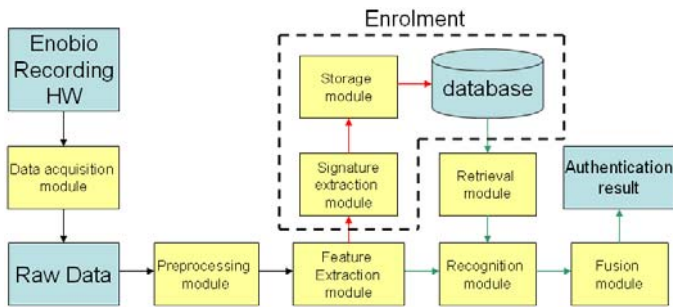 Enrolment
Enobio
Recording
HW
Storage
module
database
Data acquisition
module
Signature
extraction
module
Retrieval
module
Authentication
result
Raw Data
Preprocessing
module
Feature
Extraction
module
Recognition
module
Fusion
module